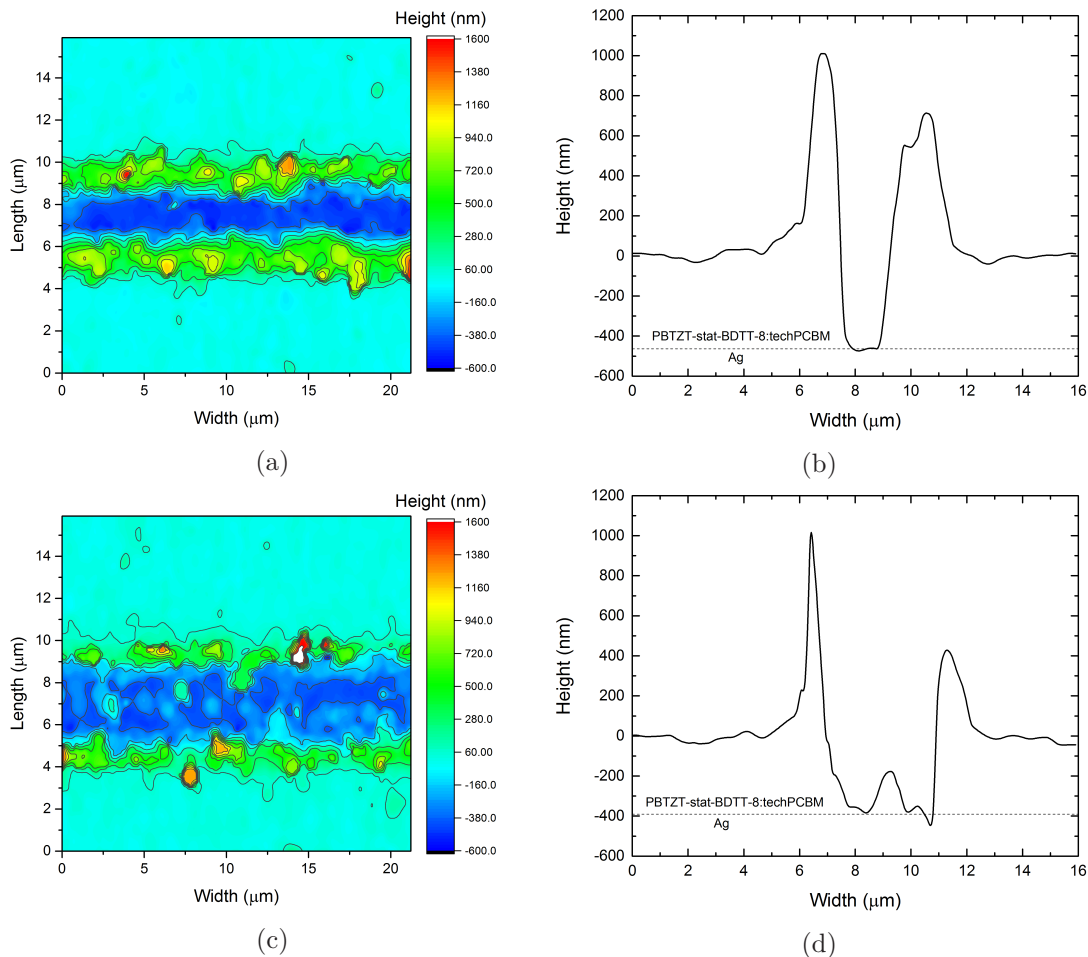 Height (nm)
1600
1380
1160
940.0
720.0
500.0
280.0
60.00
-160.0
-380.0
-600.0
Length (μm)
14
12
10
8
6
4
2
0
0 5 10 15 20
Width (μm)
(a)
Height (nm)
1200
1000
800
600
400
200
0
-200
-400
-600
PBTZT-stat-BDTT-8:techPCBM
Ag
0 2 4 6 8 10 12 14 16
Width (μm)
(b)
Height (nm)
1600
1380
1160
940.0
720.0
500.0
280.0
60.00
-160.0
-380.0
-600.0
Length (μm)
14
12
10
8
6
4
2
0
0 5 10 15 20
Width (μm)
(c)
Height (nm)
1200
1000
800
600
400
200
0
-200
-400
-600
PBTZT-stat-BDTT-8:techPCBM
Ag
0 2 4 6 8 10 12 14 16
Width (μm)
(d)